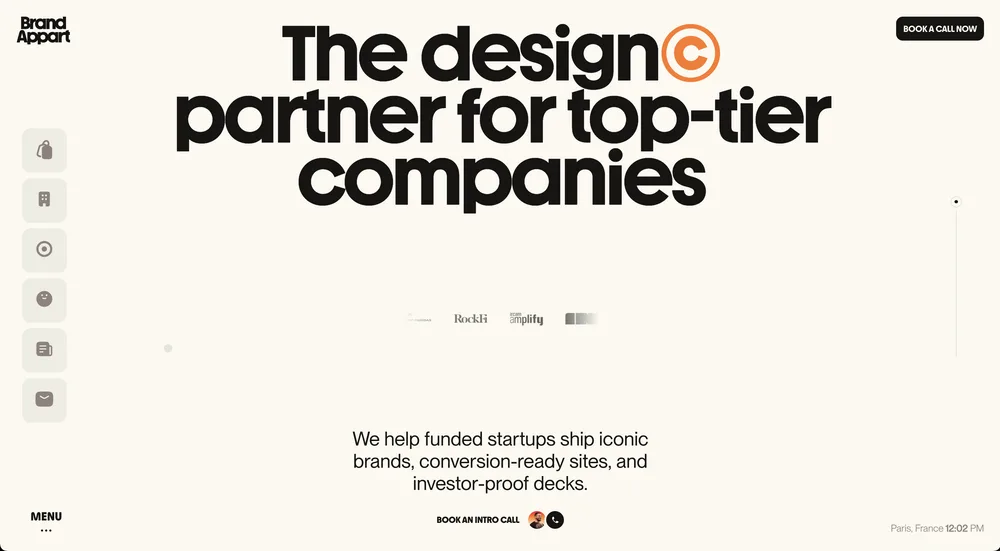 Brand
Appart
BOOK A CALL NOW
The design©
partner for top-tier
companies
RockFi
amplify
We help funded startups ship iconic
brands, conversion-ready sites, and
investor-proof decks.
BOOK AN INTRO CALL
MENU
Paris, France 12:02 PM